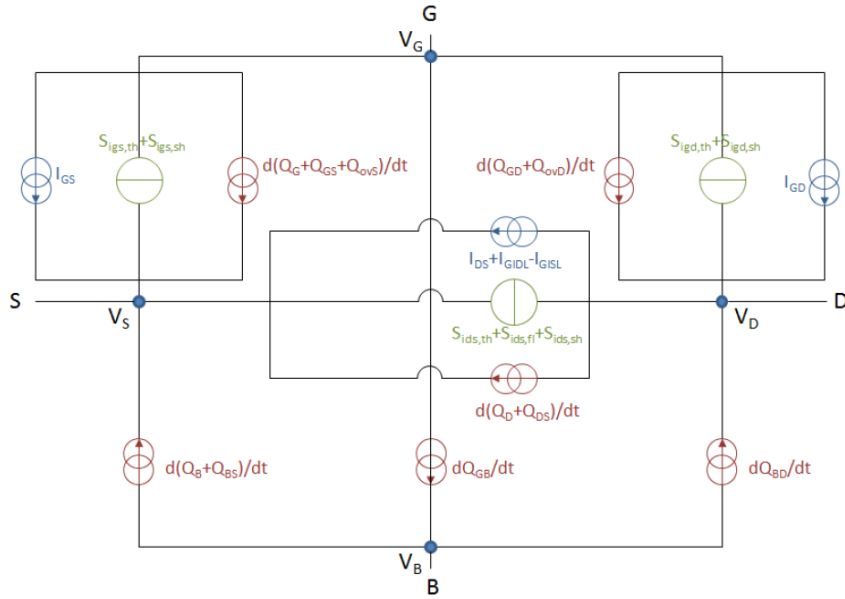 G
V_G
S_igs,th+S_igs,sh
S_igd,th+S_igd,sh
I_GS
d(Q_G+Q_GS+Q_ovS)/dt
d(Q_GD+Q_ovD)/dt
I_GD
I_DS+I_GIDL-I_GISL
S
D
V_S
V_D
S_ids,th+S_ids,fl+S_ids,sh
d(Q_D+Q_DS)/dt
d(Q_B+Q_BS)/dt
dQ_GB/dt
dQ_BD/dt
V_B
B